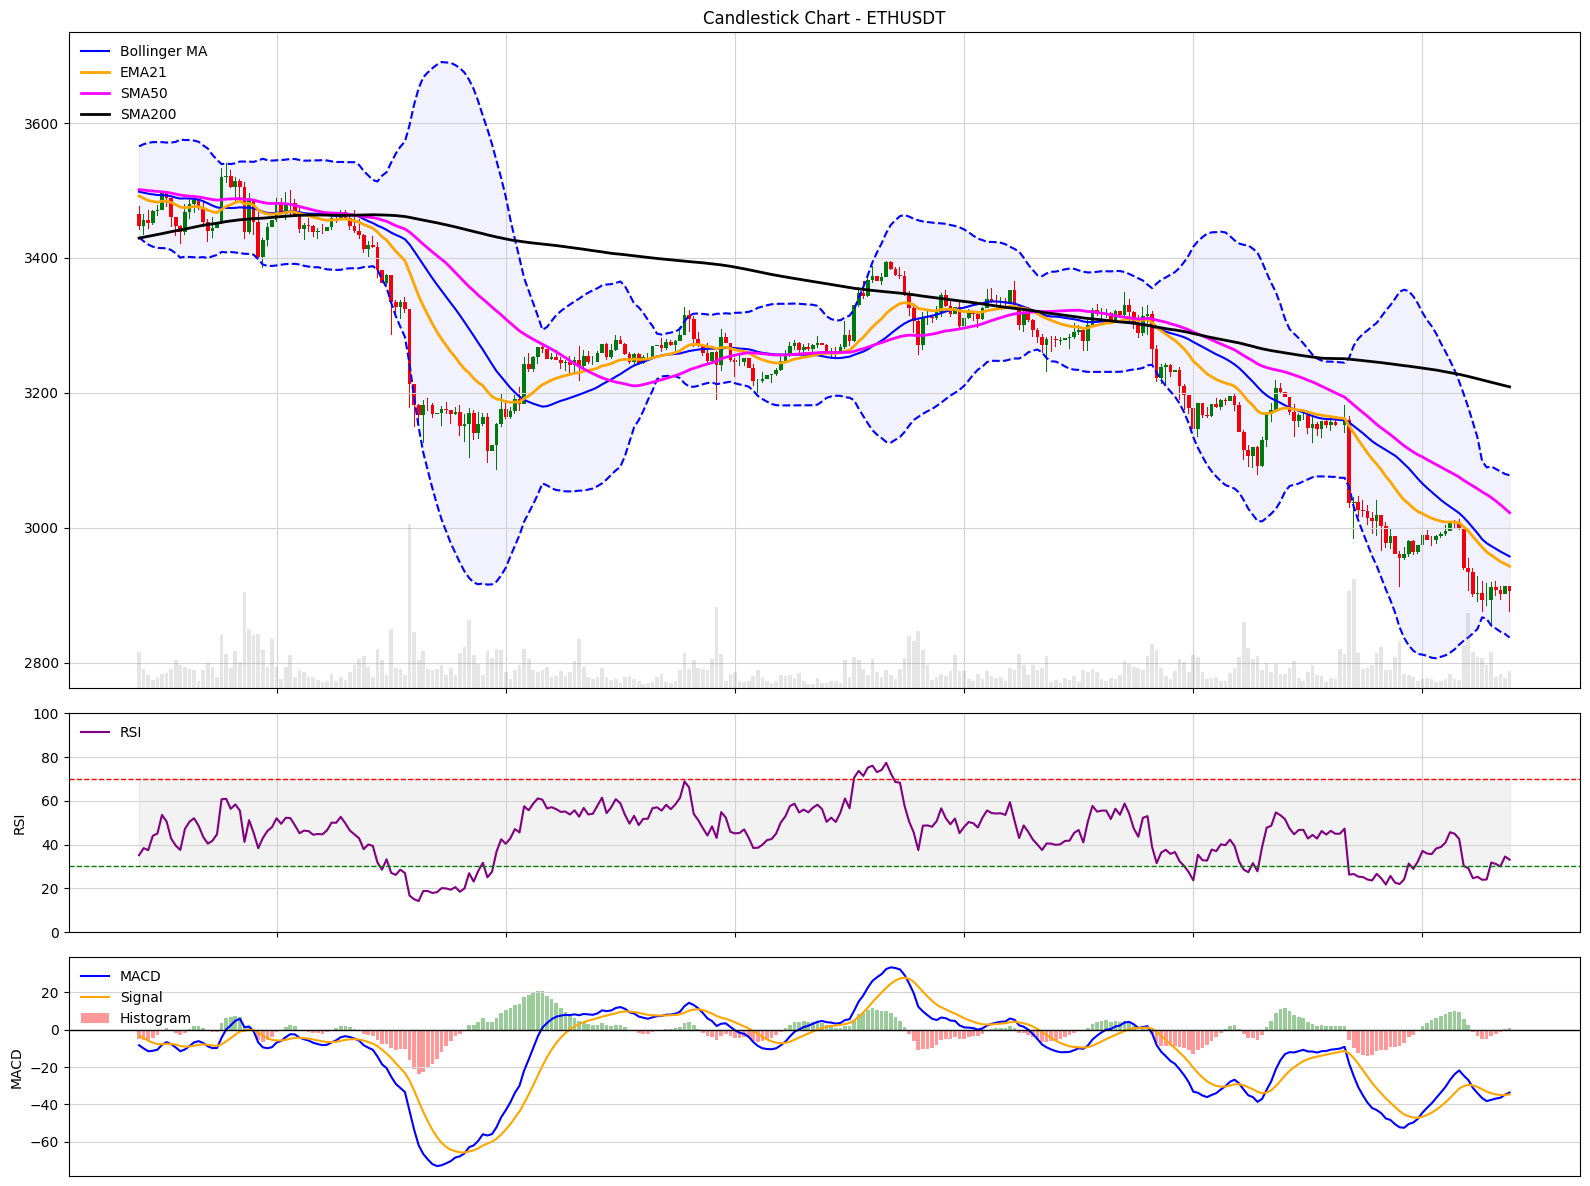 Candlestick Chart - ETHUSDT
Bollinger MA
EMA21
SMA50
SMA200
3600
3400
3200
3000
2800
100
80
60
40
20
0
RSI
RSI
20
0
−20
−40
−60
MACD
MACD
Signal
Histogram